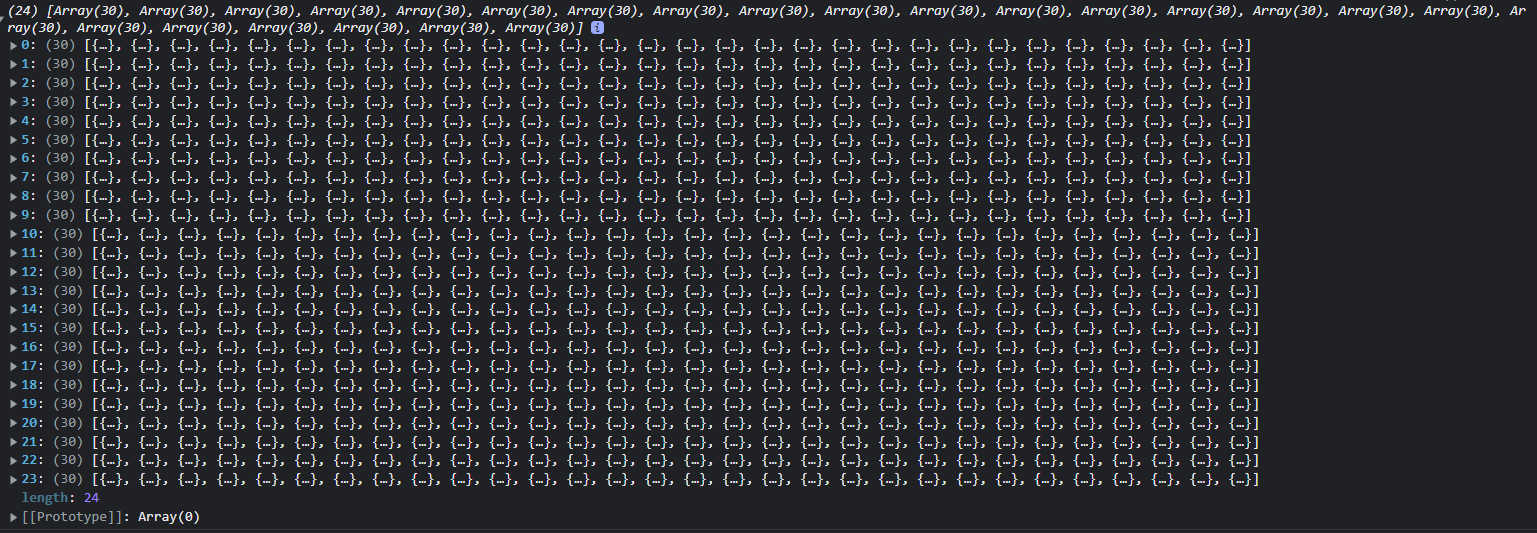 (24) [Array(30), Array(30), Array(30), Array(30), Array(30), Array(30), Array(30), Array(30), Array(30), Array(30), Array(30), Array(30), Array(30), Array(30), Array(30), Array(30), Array(30), Ar
ray(30), Array(30), Array(30), Array(30), Array(30), Array(30), Array(30)] i
0: (30) [{…}, {…}, {…}, {…}, {…}, {…}, {…}, {…}, {…}, {…}, {…}, {…}, {…}, {…}, {…}, {…}, {…}, {…}, {…}, {…}, {…}, {…}, {…}, {…}, {…}, {…}, {…}, {…}, {…}, {…}]
1: (30) [{…}, {…}, {…}, {…}, {…}, {…}, {…}, {…}, {…}, {…}, {…}, {…}, {…}, {…}, {…}, {…}, {…}, {…}, {…}, {…}, {…}, {…}, {…}, {…}, {…}, {…}, {…}, {…}, {…}, {…}]
2: (30) [{…}, {…}, {…}, {…}, {…}, {…}, {…}, {…}, {…}, {…}, {…}, {…}, {…}, {…}, {…}, {…}, {…}, {…}, {…}, {…}, {…}, {…}, {…}, {…}, {…}, {…}, {…}, {…}, {…}, {…}]
3: (30) [{…}, {…}, {…}, {…}, {…}, {…}, {…}, {…}, {…}, {…}, {…}, {…}, {…}, {…}, {…}, {…}, {…}, {…}, {…}, {…}, {…}, {…}, {…}, {…}, {…}, {…}, {…}, {…}, {…}, {…}]
4: (30) [{…}, {…}, {…}, {…}, {…}, {…}, {…}, {…}, {…}, {…}, {…}, {…}, {…}, {…}, {…}, {…}, {…}, {…}, {…}, {…}, {…}, {…}, {…}, {…}, {…}, {…}, {…}, {…}, {…}, {…}]
5: (30) [{…}, {…}, {…}, {…}, {…}, {…}, {…}, {…}, {…}, {…}, {…}, {…}, {…}, {…}, {…}, {…}, {…}, {…}, {…}, {…}, {…}, {…}, {…}, {…}, {…}, {…}, {…}, {…}, {…}, {…}]
6: (30) [{…}, {…}, {…}, {…}, {…}, {…}, {…}, {…}, {…}, {…}, {…}, {…}, {…}, {…}, {…}, {…}, {…}, {…}, {…}, {…}, {…}, {…}, {…}, {…}, {…}, {…}, {…}, {…}, {…}, {…}]
7: (30) [{…}, {…}, {…}, {…}, {…}, {…}, {…}, {…}, {…}, {…}, {…}, {…}, {…}, {…}, {…}, {…}, {…}, {…}, {…}, {…}, {…}, {…}, {…}, {…}, {…}, {…}, {…}, {…}, {…}, {…}]
8: (30) [{…}, {…}, {…}, {…}, {…}, {…}, {…}, {…}, {…}, {…}, {…}, {…}, {…}, {…}, {…}, {…}, {…}, {…}, {…}, {…}, {…}, {…}, {…}, {…}, {…}, {…}, {…}, {…}, {…}, {…}]
9: (30) [{…}, {…}, {…}, {…}, {…}, {…}, {…}, {…}, {…}, {…}, {…}, {…}, {…}, {…}, {…}, {…}, {…}, {…}, {…}, {…}, {…}, {…}, {…}, {…}, {…}, {…}, {…}, {…}, {…}, {…}]
10: (30) [{…}, {…}, {…}, {…}, {…}, {…}, {…}, {…}, {…}, {…}, {…}, {…}, {…}, {…}, {…}, {…}, {…}, {…}, {…}, {…}, {…}, {…}, {…}, {…}, {…}, {…}, {…}, {…}, {…}, {…}]
11: (30) [{…}, {…}, {…}, {…}, {…}, {…}, {…}, {…}, {…}, {…}, {…}, {…}, {…}, {…}, {…}, {…}, {…}, {…}, {…}, {…}, {…}, {…}, {…}, {…}, {…}, {…}, {…}, {…}, {…}, {…}]
12: (30) [{…}, {…}, {…}, {…}, {…}, {…}, {…}, {…}, {…}, {…}, {…}, {…}, {…}, {…}, {…}, {…}, {…}, {…}, {…}, {…}, {…}, {…}, {…}, {…}, {…}, {…}, {…}, {…}, {…}, {…}]
13: (30) [{…}, {…}, {…}, {…}, {…}, {…}, {…}, {…}, {…}, {…}, {…}, {…}, {…}, {…}, {…}, {…}, {…}, {…}, {…}, {…}, {…}, {…}, {…}, {…}, {…}, {…}, {…}, {…}, {…}, {…}]
14: (30) [{…}, {…}, {…}, {…}, {…}, {…}, {…}, {…}, {…}, {…}, {…}, {…}, {…}, {…}, {…}, {…}, {…}, {…}, {…}, {…}, {…}, {…}, {…}, {…}, {…}, {…}, {…}, {…}, {…}, {…}]
15: (30) [{…}, {…}, {…}, {…}, {…}, {…}, {…}, {…}, {…}, {…}, {…}, {…}, {…}, {…}, {…}, {…}, {…}, {…}, {…}, {…}, {…}, {…}, {…}, {…}, {…}, {…}, {…}, {…}, {…}, {…}]
16: (30) [{…}, {…}, {…}, {…}, {…}, {…}, {…}, {…}, {…}, {…}, {…}, {…}, {…}, {…}, {…}, {…}, {…}, {…}, {…}, {…}, {…}, {…}, {…}, {…}, {…}, {…}, {…}, {…}, {…}, {…}]
17: (30) [{…}, {…}, {…}, {…}, {…}, {…}, {…}, {…}, {…}, {…}, {…}, {…}, {…}, {…}, {…}, {…}, {…}, {…}, {…}, {…}, {…}, {…}, {…}, {…}, {…}, {…}, {…}, {…}, {…}, {…}]
18: (30) [{…}, {…}, {…}, {…}, {…}, {…}, {…}, {…}, {…}, {…}, {…}, {…}, {…}, {…}, {…}, {…}, {…}, {…}, {…}, {…}, {…}, {…}, {…}, {…}, {…}, {…}, {…}, {…}, {…}, {…}]
19: (30) [{…}, {…}, {…}, {…}, {…}, {…}, {…}, {…}, {…}, {…}, {…}, {…}, {…}, {…}, {…}, {…}, {…}, {…}, {…}, {…}, {…}, {…}, {…}, {…}, {…}, {…}, {…}, {…}, {…}, {…}]
20: (30) [{…}, {…}, {…}, {…}, {…}, {…}, {…}, {…}, {…}, {…}, {…}, {…}, {…}, {…}, {…}, {…}, {…}, {…}, {…}, {…}, {…}, {…}, {…}, {…}, {…}, {…}, {…}, {…}, {…}, {…}]
21: (30) [{…}, {…}, {…}, {…}, {…}, {…}, {…}, {…}, {…}, {…}, {…}, {…}, {…}, {…}, {…}, {…}, {…}, {…}, {…}, {…}, {…}, {…}, {…}, {…}, {…}, {…}, {…}, {…}, {…}, {…}]
22: (30) [{…}, {…}, {…}, {…}, {…}, {…}, {…}, {…}, {…}, {…}, {…}, {…}, {…}, {…}, {…}, {…}, {…}, {…}, {…}, {…}, {…}, {…}, {…}, {…}, {…}, {…}, {…}, {…}, {…}, {…}]
23: (30) [{…}, {…}, {…}, {…}, {…}, {…}, {…}, {…}, {…}, {…}, {…}, {…}, {…}, {…}, {…}, {…}, {…}, {…}, {…}, {…}, {…}, {…}, {…}, {…}, {…}, {…}, {…}, {…}, {…}, {…}]
length: 24
[[Prototype]]: Array(0)